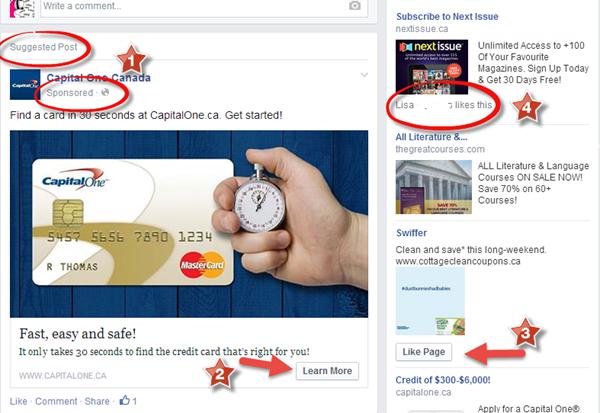 Write a comment...
Suggested Post
1
Capital One Canada
CapitalOne
Sponsored ·
Find a card in 30 seconds at CapitalOne.ca. Get started!
CapitalOne
5457 5656 7890 1234
R THOMAS
MasterCard
Fast, easy and safe!
It only takes 30 seconds to find the credit card that's right for you!
WWW.CAPITALONE.CA
2
Learn More
Like · Comment · Share · 1
Subscribe to Next Issue
nextissue.ca
nextissue
Unlimited Access to +100
Of Your Favourite
Magazines. Sign Up Today
& Get 30 Days Free!
Lisa likes this
4
All Literature &...
thegreatcourses.com
ALL Literature & Language
Courses ON SALE NOW!
Save 70% on 60+
Courses!
SAVE 70%
Swiffer
Clean and save* this long-weekend.
www.cottagecleancoupons.ca
3
Like Page
Credit of $300-$6,000!
capitalone.ca
Apply for a Capital One®